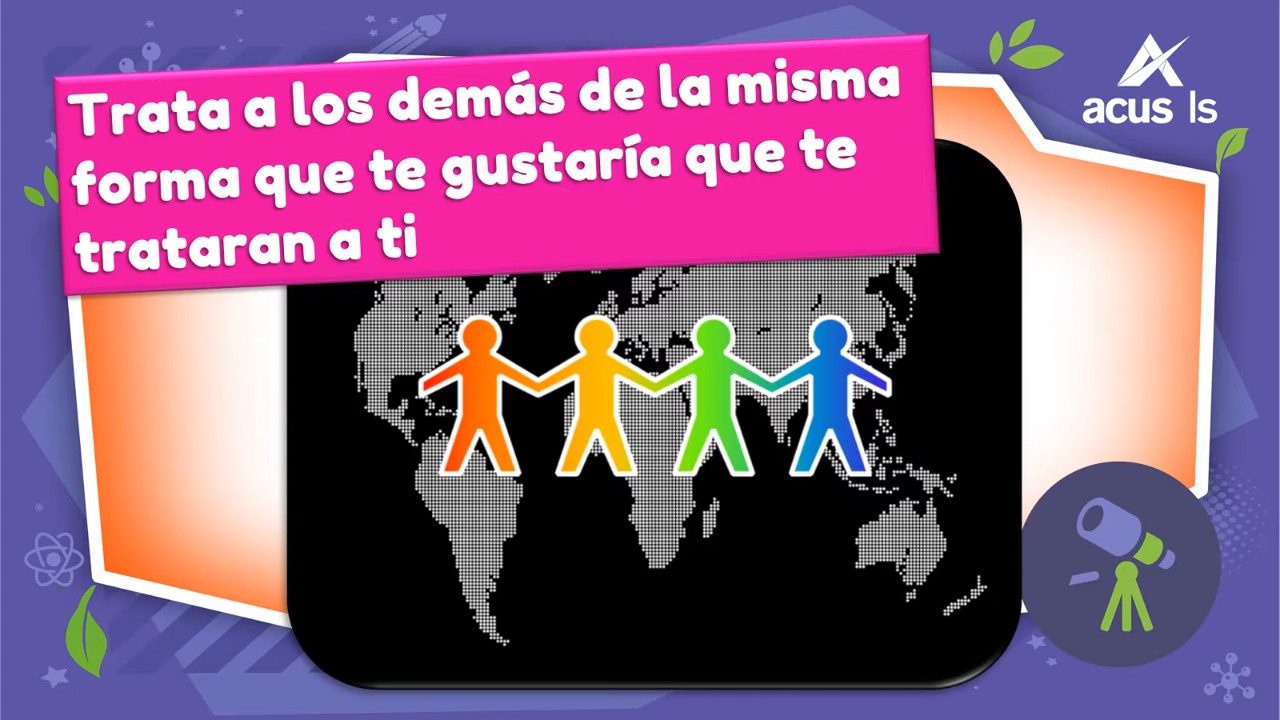 Trata a los demás de la misma
forma que te gustaría que te
trataran a ti
acus ls